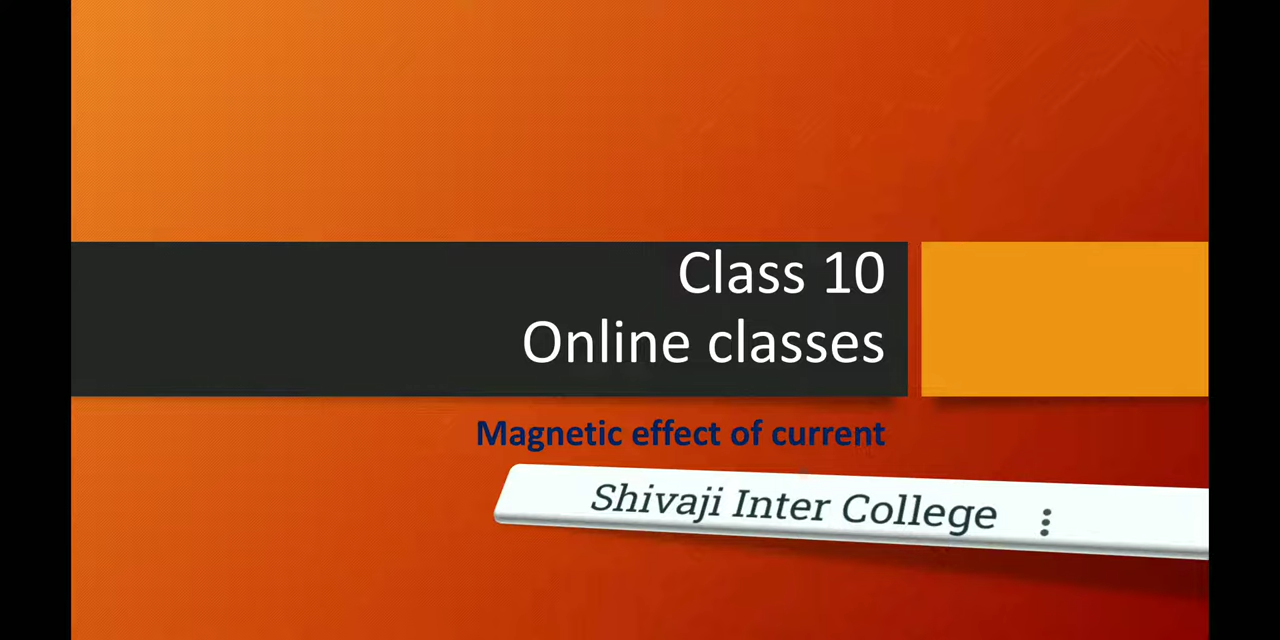 Class 10
Online classes
Magnetic effect of current
Shivaji Inter College